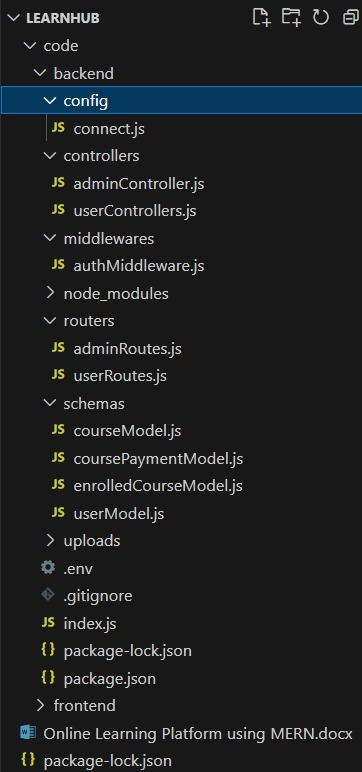 LEARNHUB
code
backend
config
JS connect.js
controllers
JS adminController.js
JS userControllers.js
middlewares
JS authMiddleware.js
node_modules
routers
JS adminRoutes.js
JS userRoutes.js
schemas
JS courseModel.js
JS coursePaymentModel.js
JS enrolledCourseModel.js
JS userModel.js
uploads
.env
.gitignore
JS index.js
{} package-lock.json
{} package.json
frontend
W Online Learning Platform using MERN.docx
{} package-lock.json